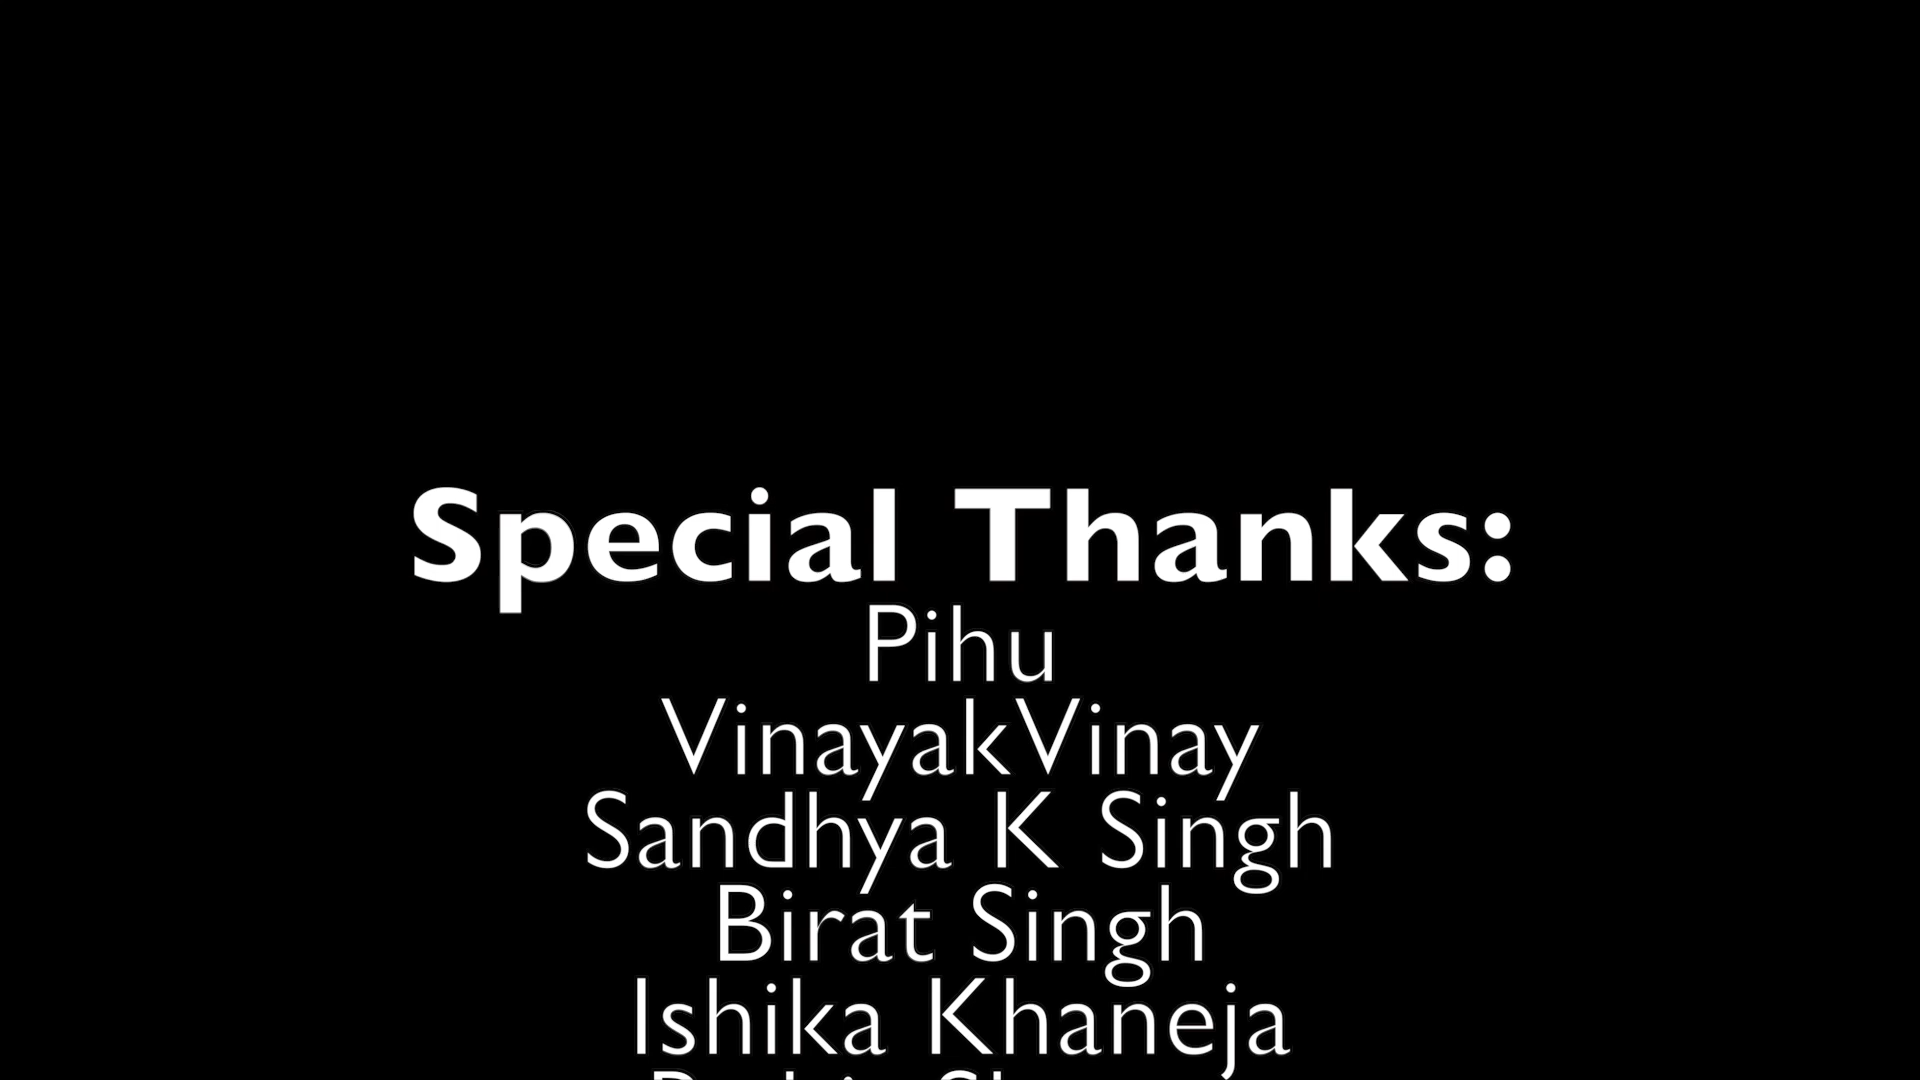 Special Thanks:
Pihu
VinayakVinay
Sandhya K Singh
Birat Singh
Ishika Khaneja